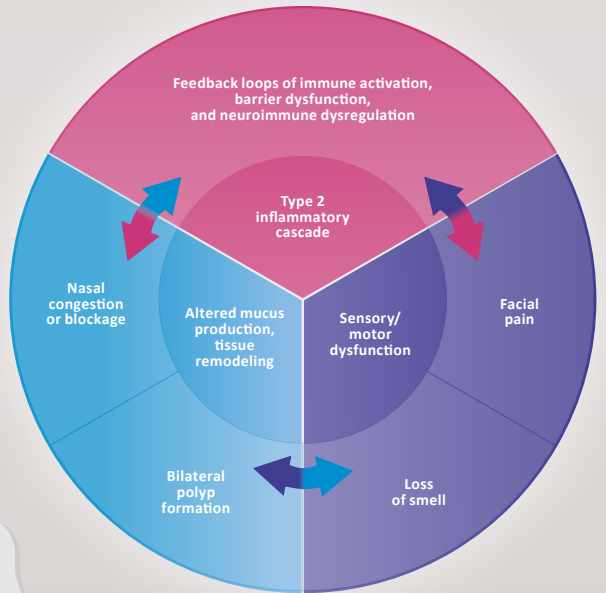 Feedback loops of immune activation,
barrier dysfunction,
and neuroimmune dysregulation
Type 2
inflammatory
cascade
Nasal
congestion
or blockage
Altered mucus
production,
tissue
remodeling
Sensory/
motor
dysfunction
Facial
pain
Bilateral
polyp
formation
Loss
of smell